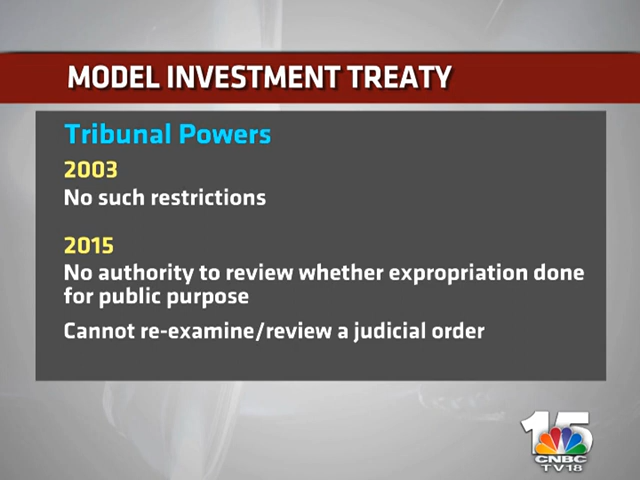 MODEL INVESTMENT TREATY
Tribunal Powers
2003
No such restrictions
2015
No authority to review whether expropriation done
for public purpose
Cannot re-examine/review a judicial order
15
CNBC
TV18